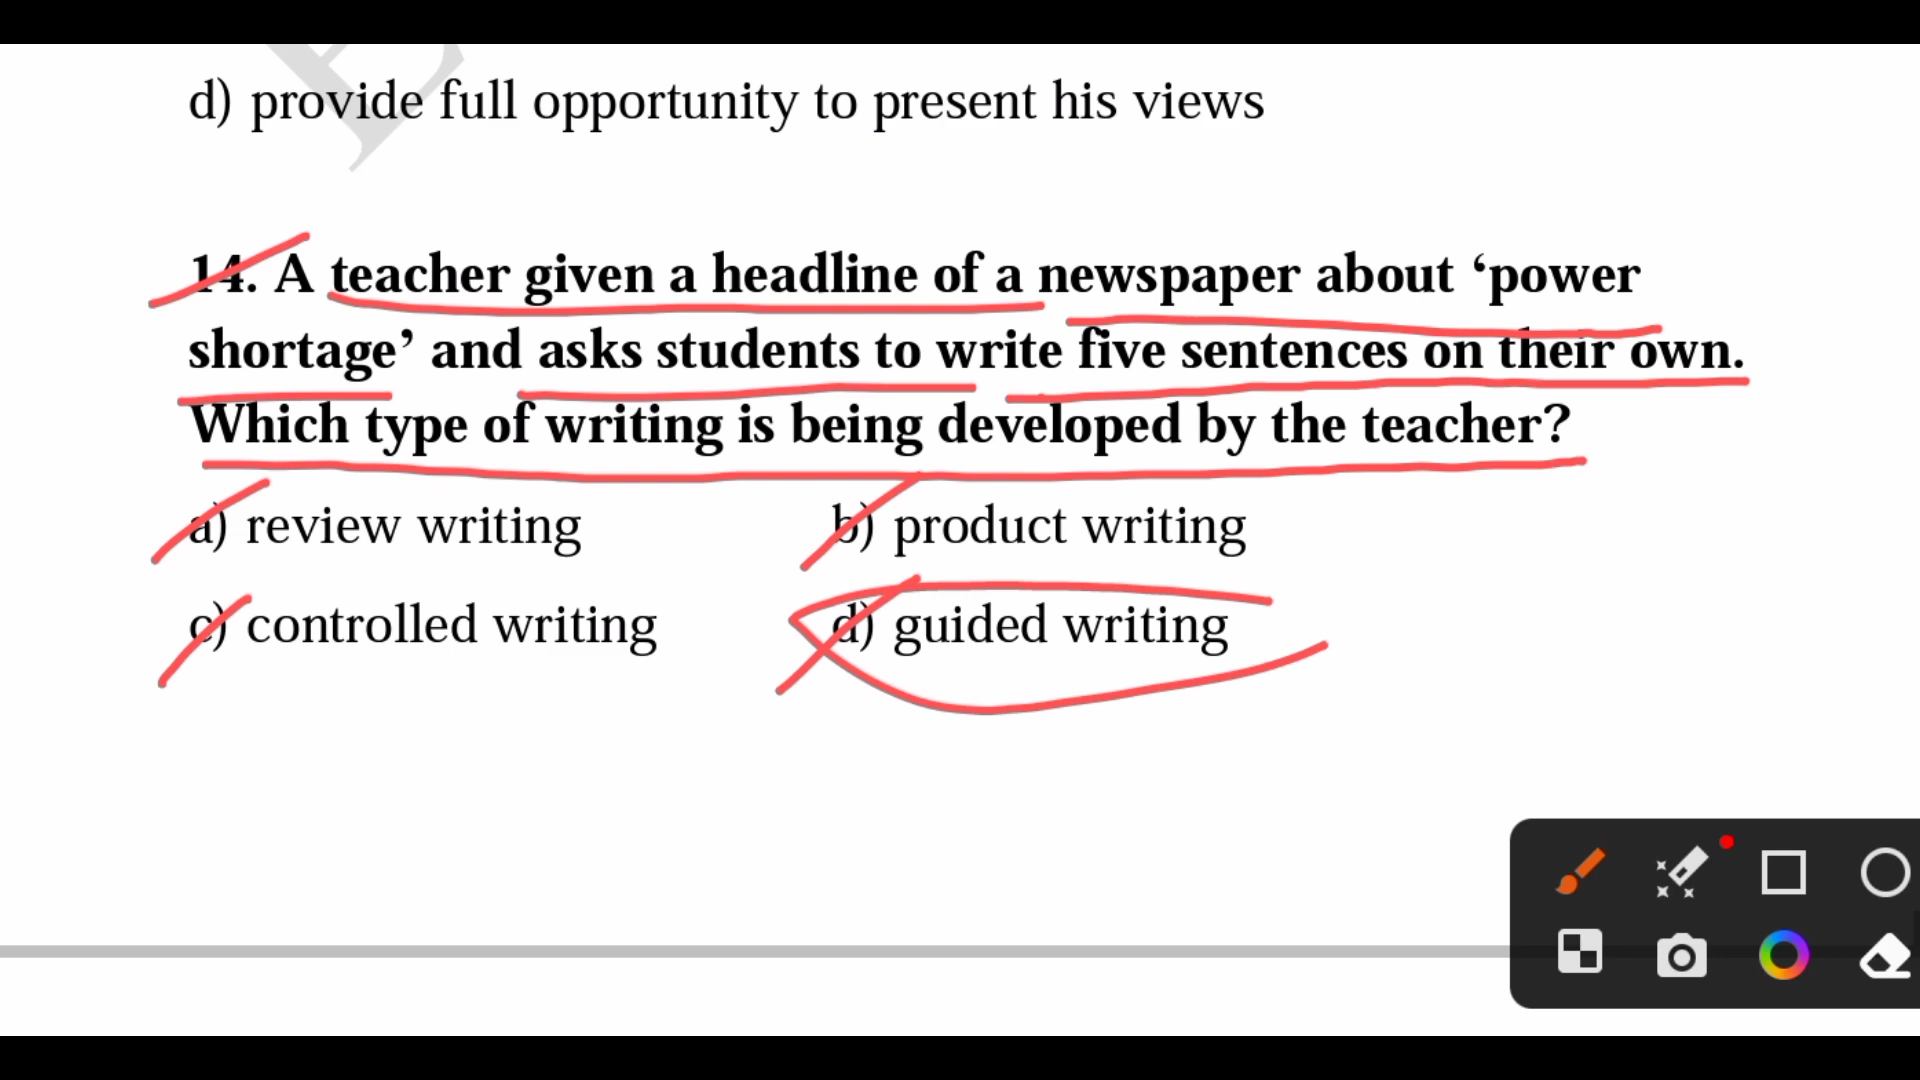 d) provide full opportunity to present his views
14. A teacher given a headline of a newspaper about ‘power
shortage’ and asks students to write five sentences on their own.
Which type of writing is being developed by the teacher?
a) review writing b) product writing
c) controlled writing d) guided writing